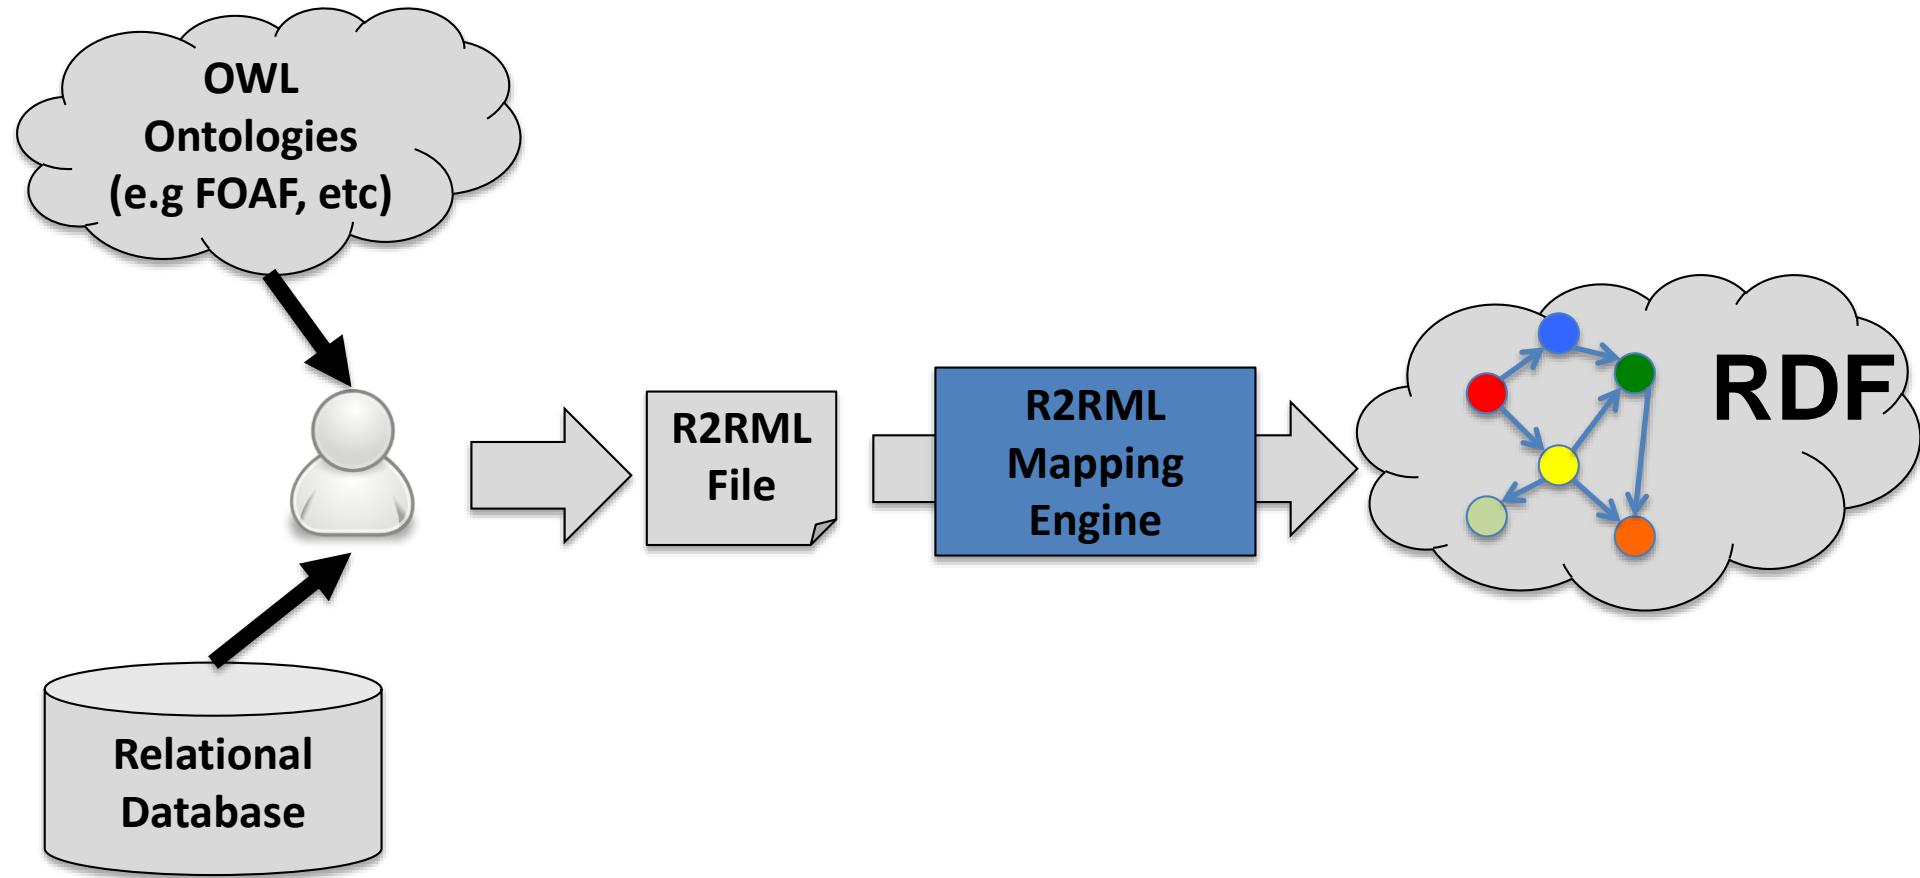 OWL
Ontologies
(e.g FOAF, etc)
R2RML
File
R2RML
Mapping
Engine
RDF
Relational
Database